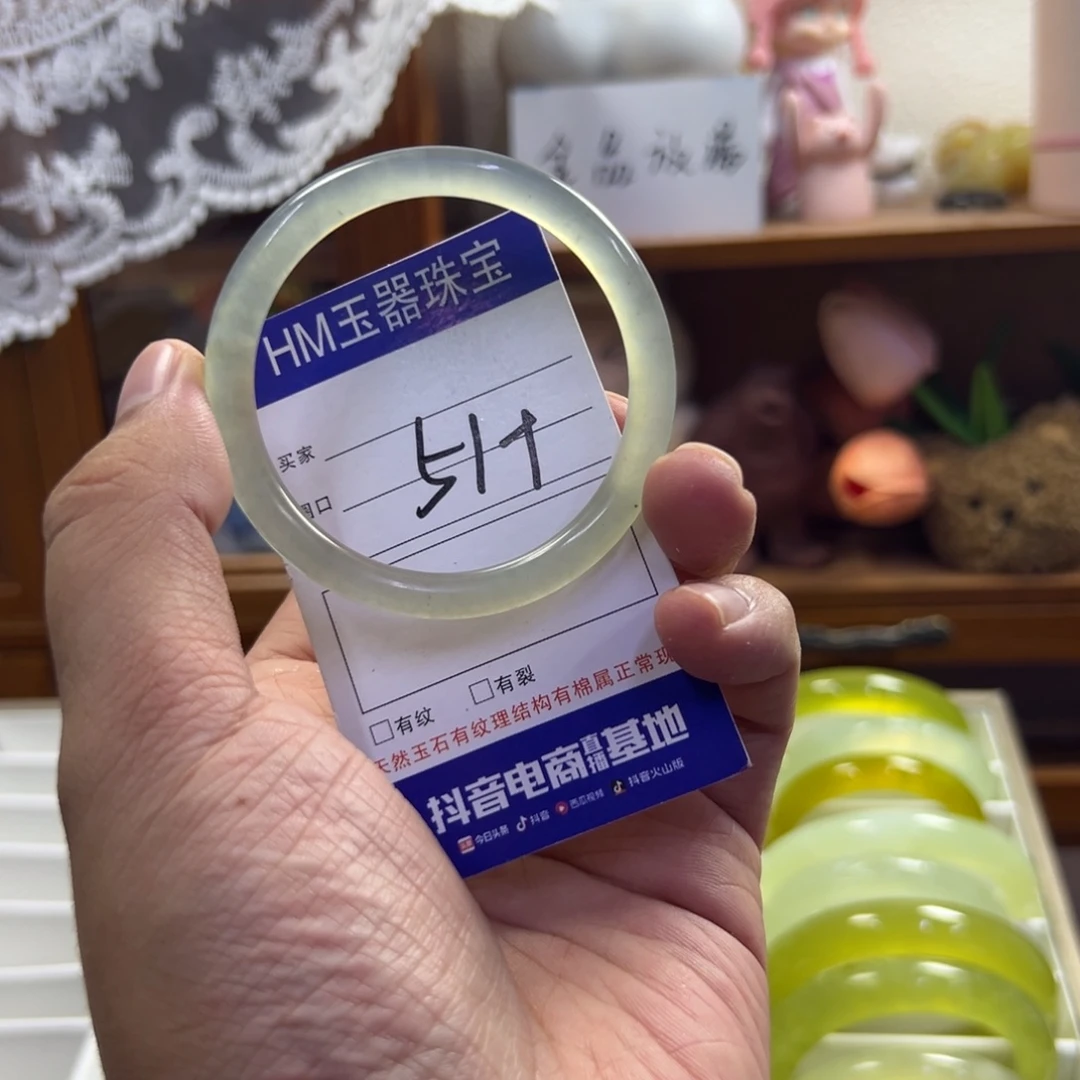 HM玉器珠宝
买家
圈口
511
有纹
有裂
天然玉石有纹理结构有棉属正常现
抖音电商直播基地
今日头条 抖音 西瓜视频 抖音火山版